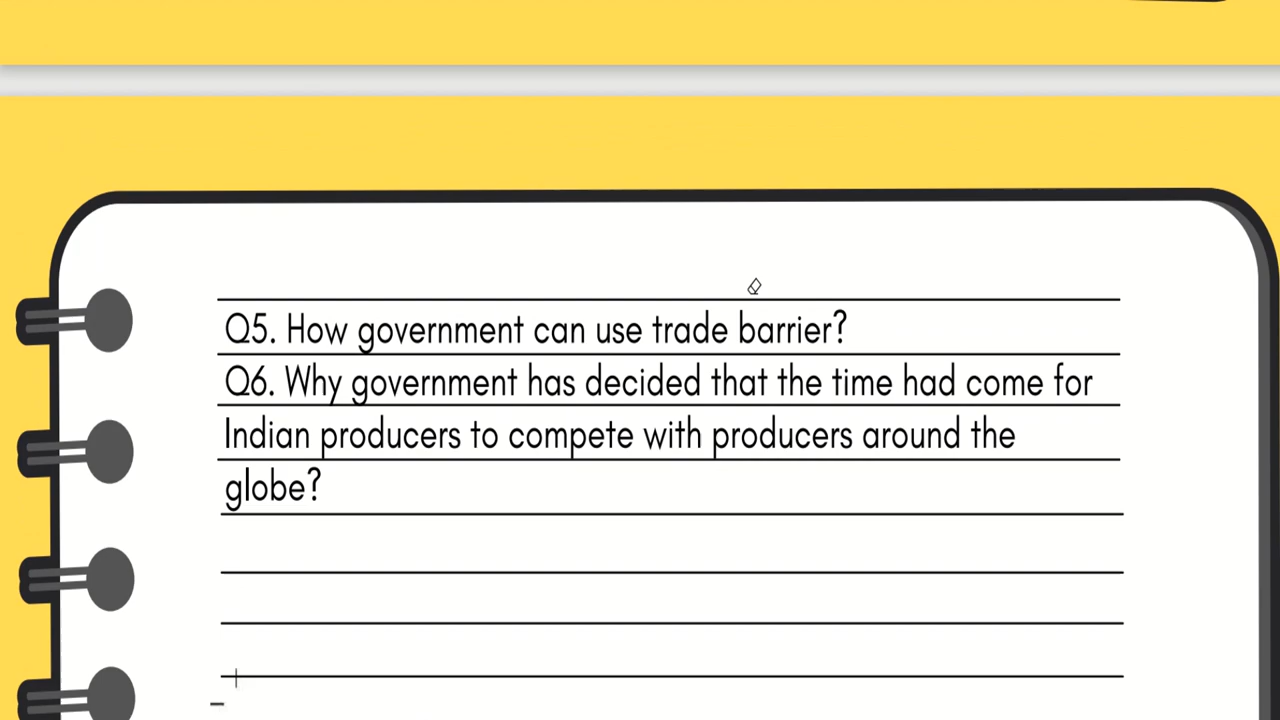 Q5. How government can use trade barrier?
Q6. Why government has decided that the time had come for
Indian producers to compete with producers around the
globe?